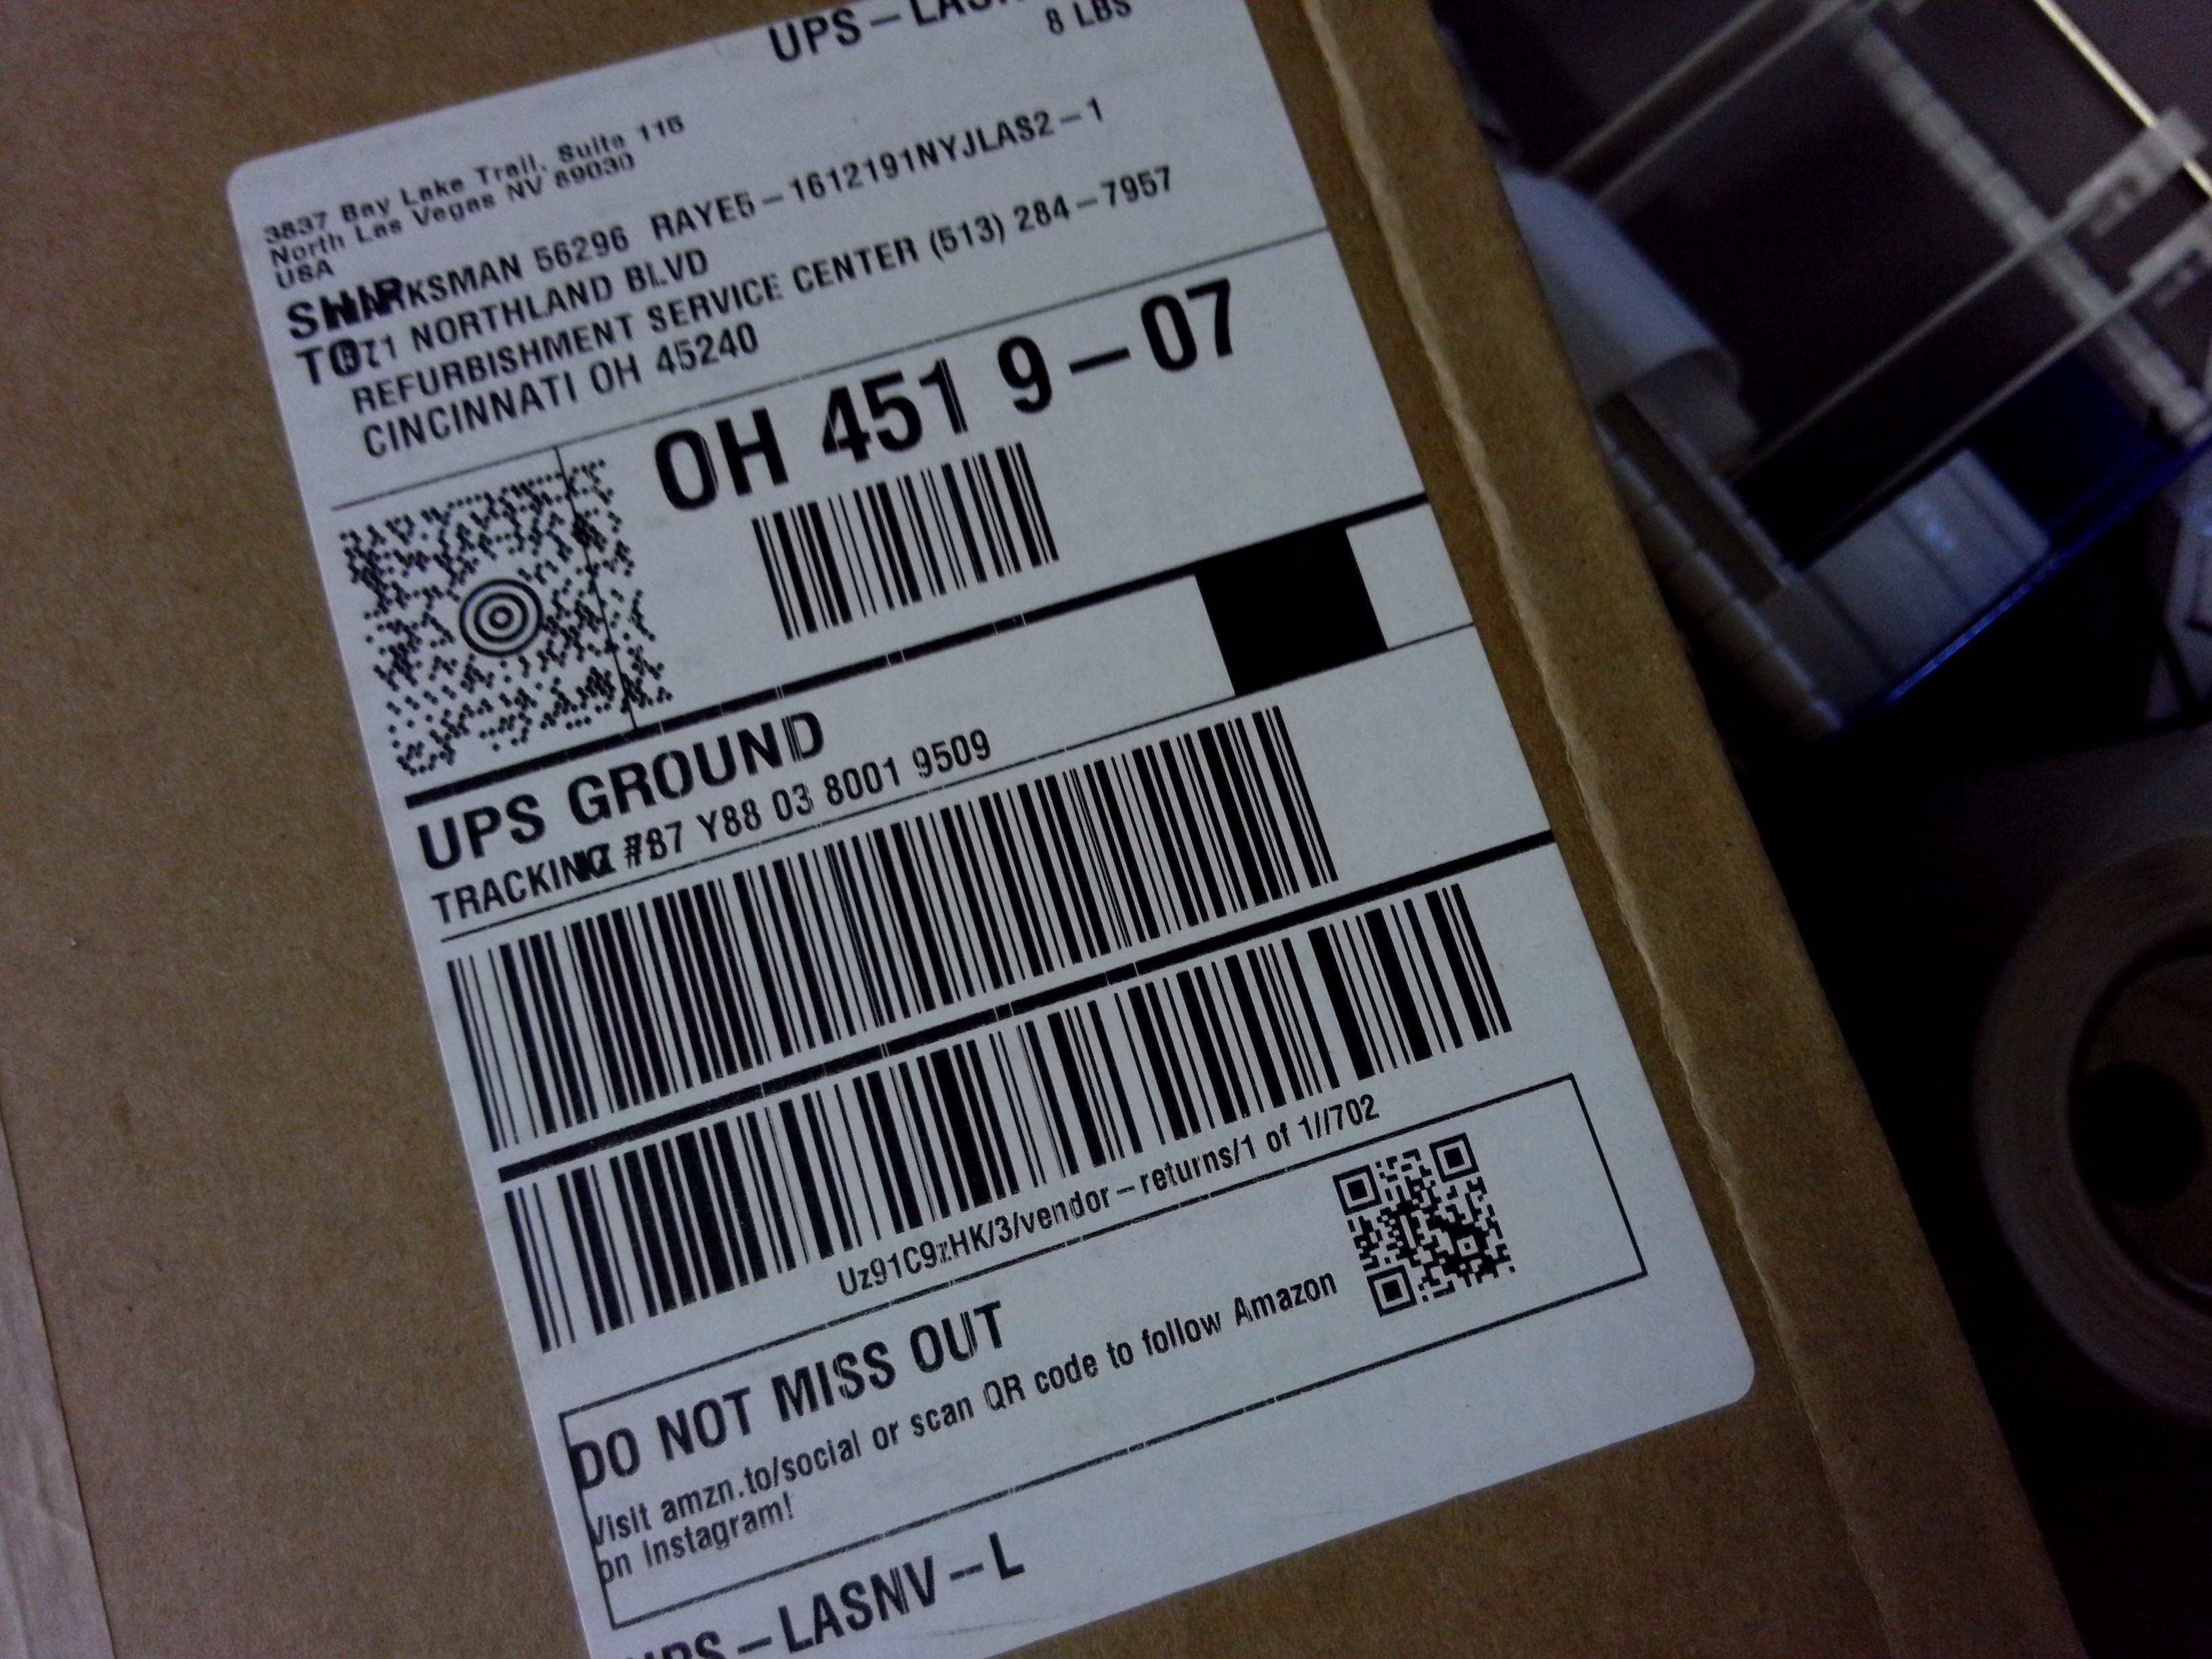 UPS-LAS
8 LBS
3837 Bay Lake Trail, Suite 115
North Las Vegas NV 89030
USA
SHIP
KSMAN 56296 RAYE5-1612191NYJLAS2-1
TO
71 NORTHLAND BLVD
REFURBISHMENT SERVICE CENTER (513) 284-7957
CINCINNATI OH 45240
OH 451 9-07
UPS GROUND
TRACKING # 87 Y88 03 8001 9509
Uz91C9zHK/3/vendor-returns/1 of 1//702
DO NOT MISS OUT
Visit amzn.to/social or scan QR code to follow Amazon
on Instagram!
UPS-LASNV-L